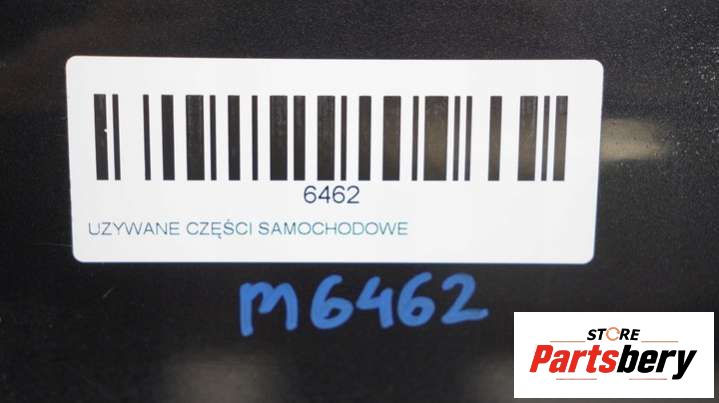 6462
UZYWANE CZĘŚCI SAMOCHODOWE
m6462
STORE
Partsbery